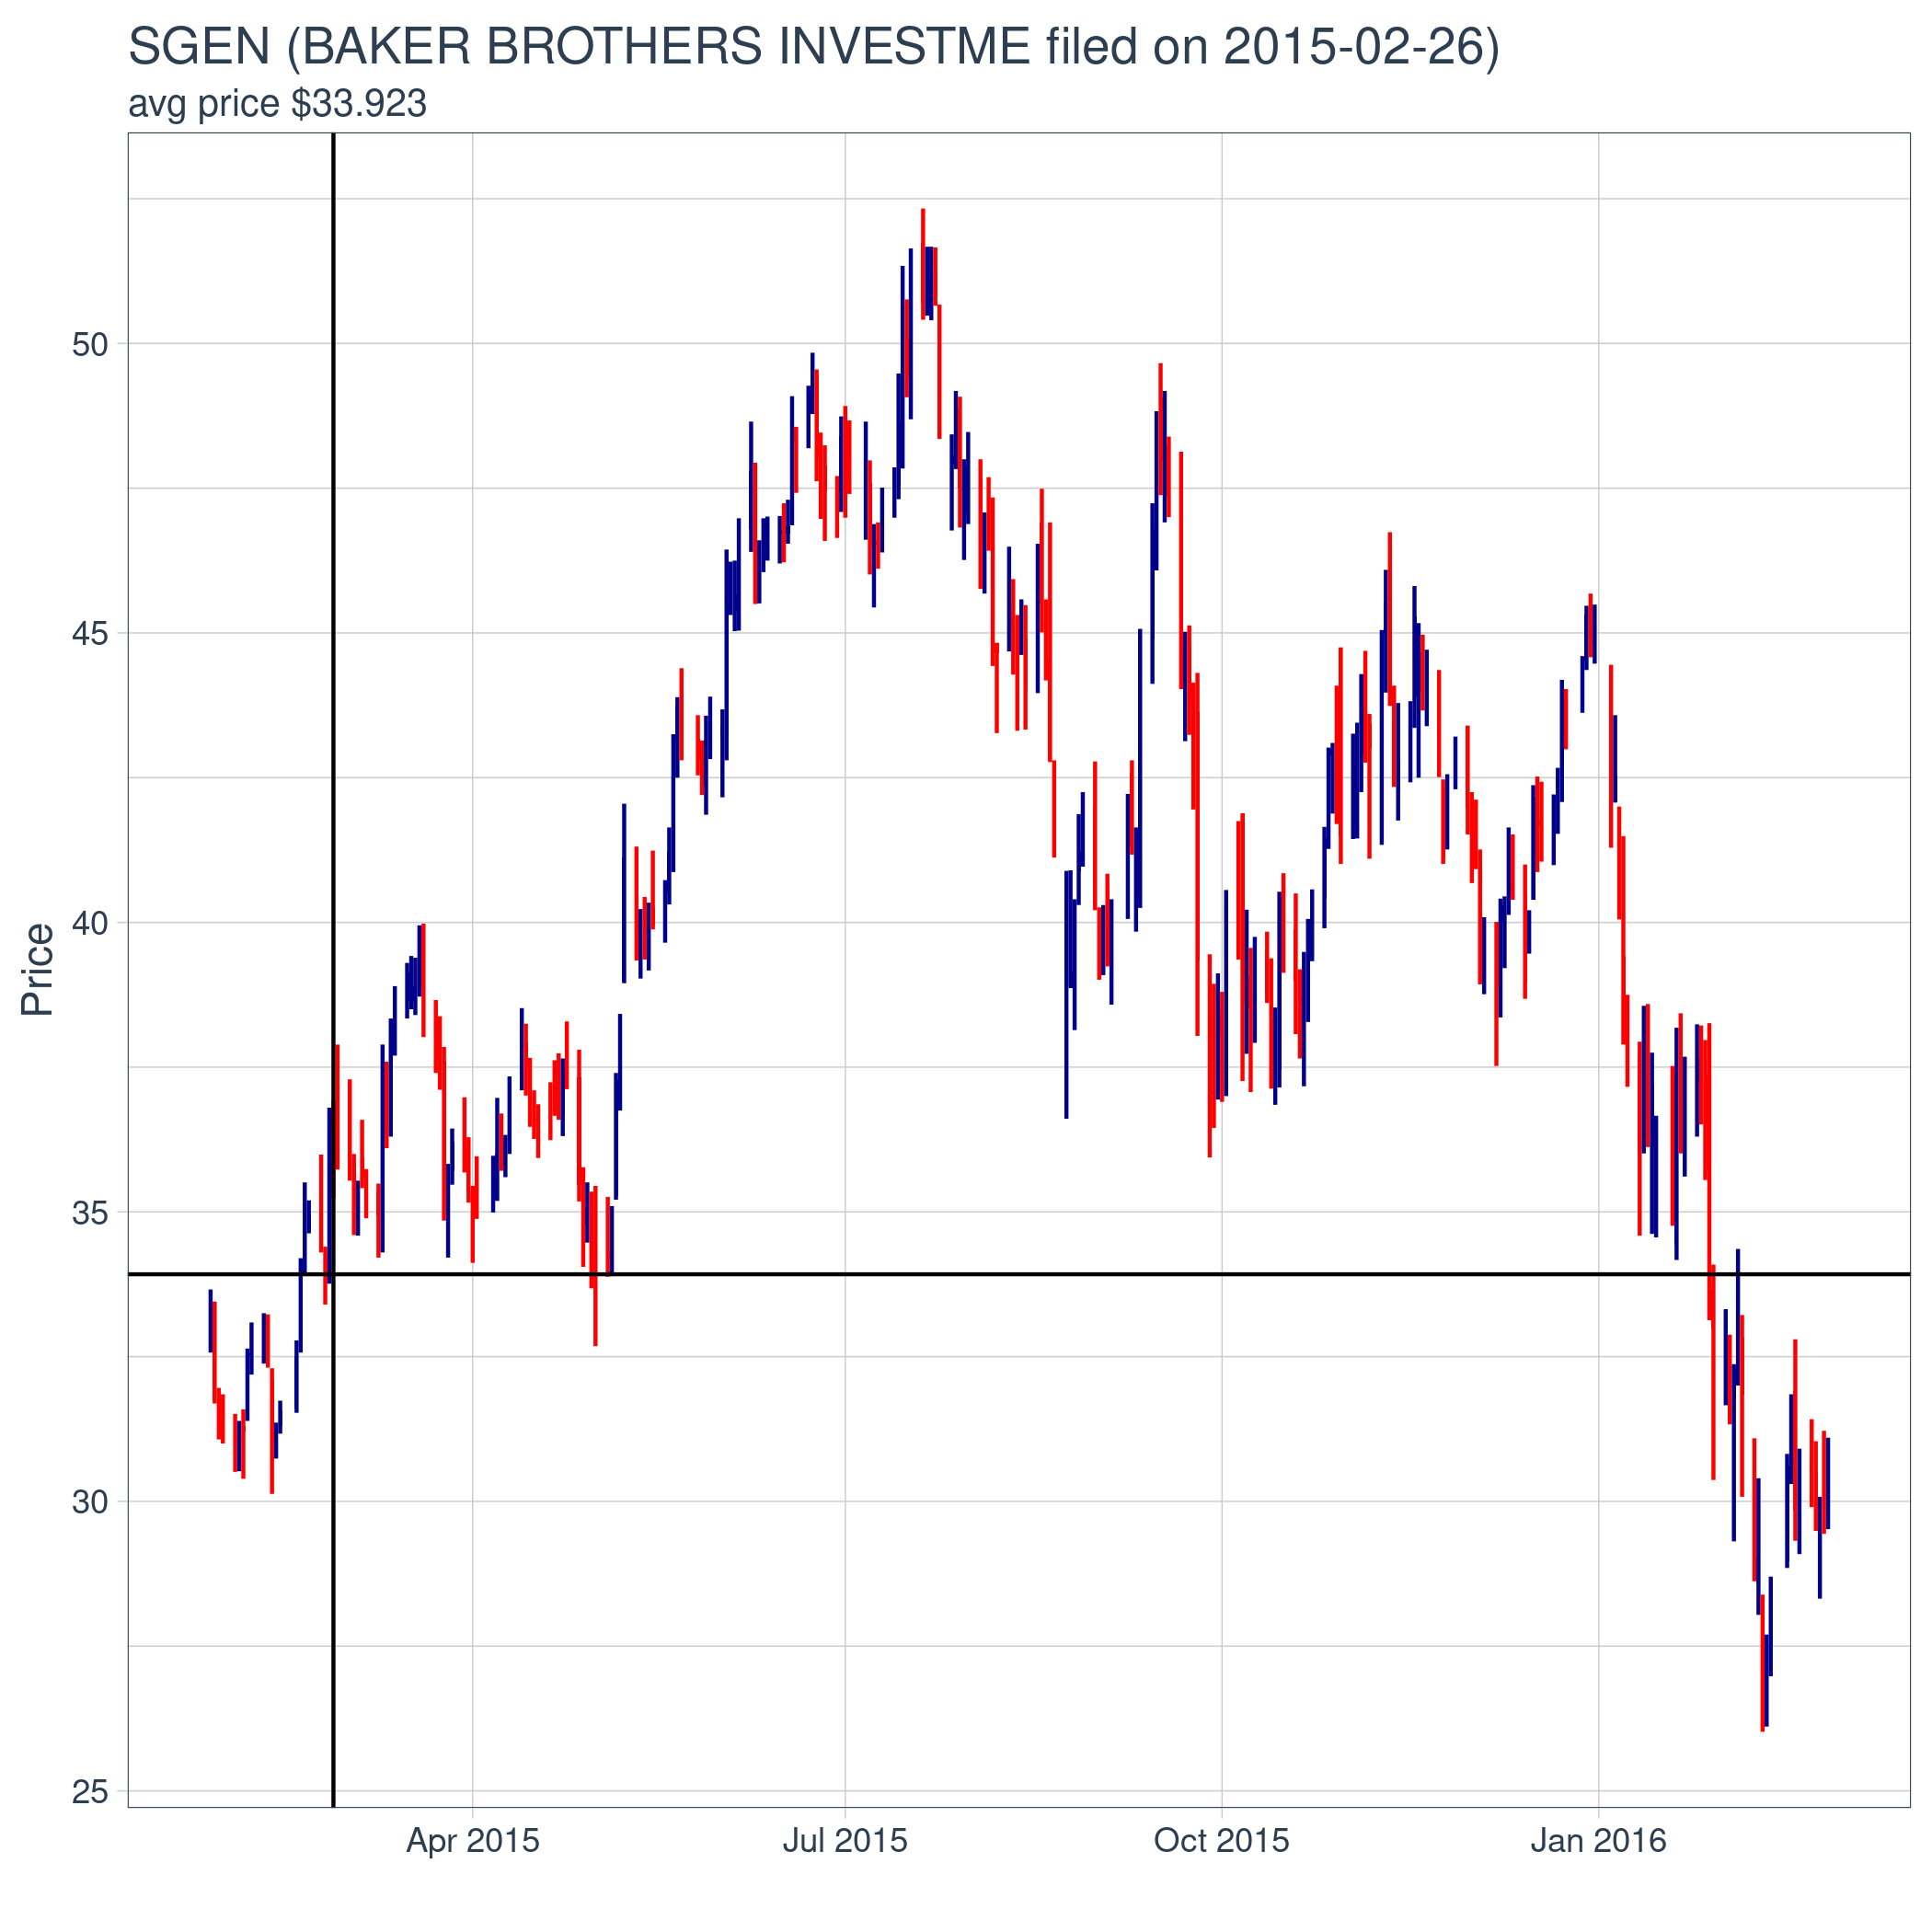 SGEN (BAKER BROTHERS INVESTME filed on 2015-02-26)
avg price $33.923
Price
50
45
40
35
30
25
Apr 2015
Jul 2015
Oct 2015
Jan 2016